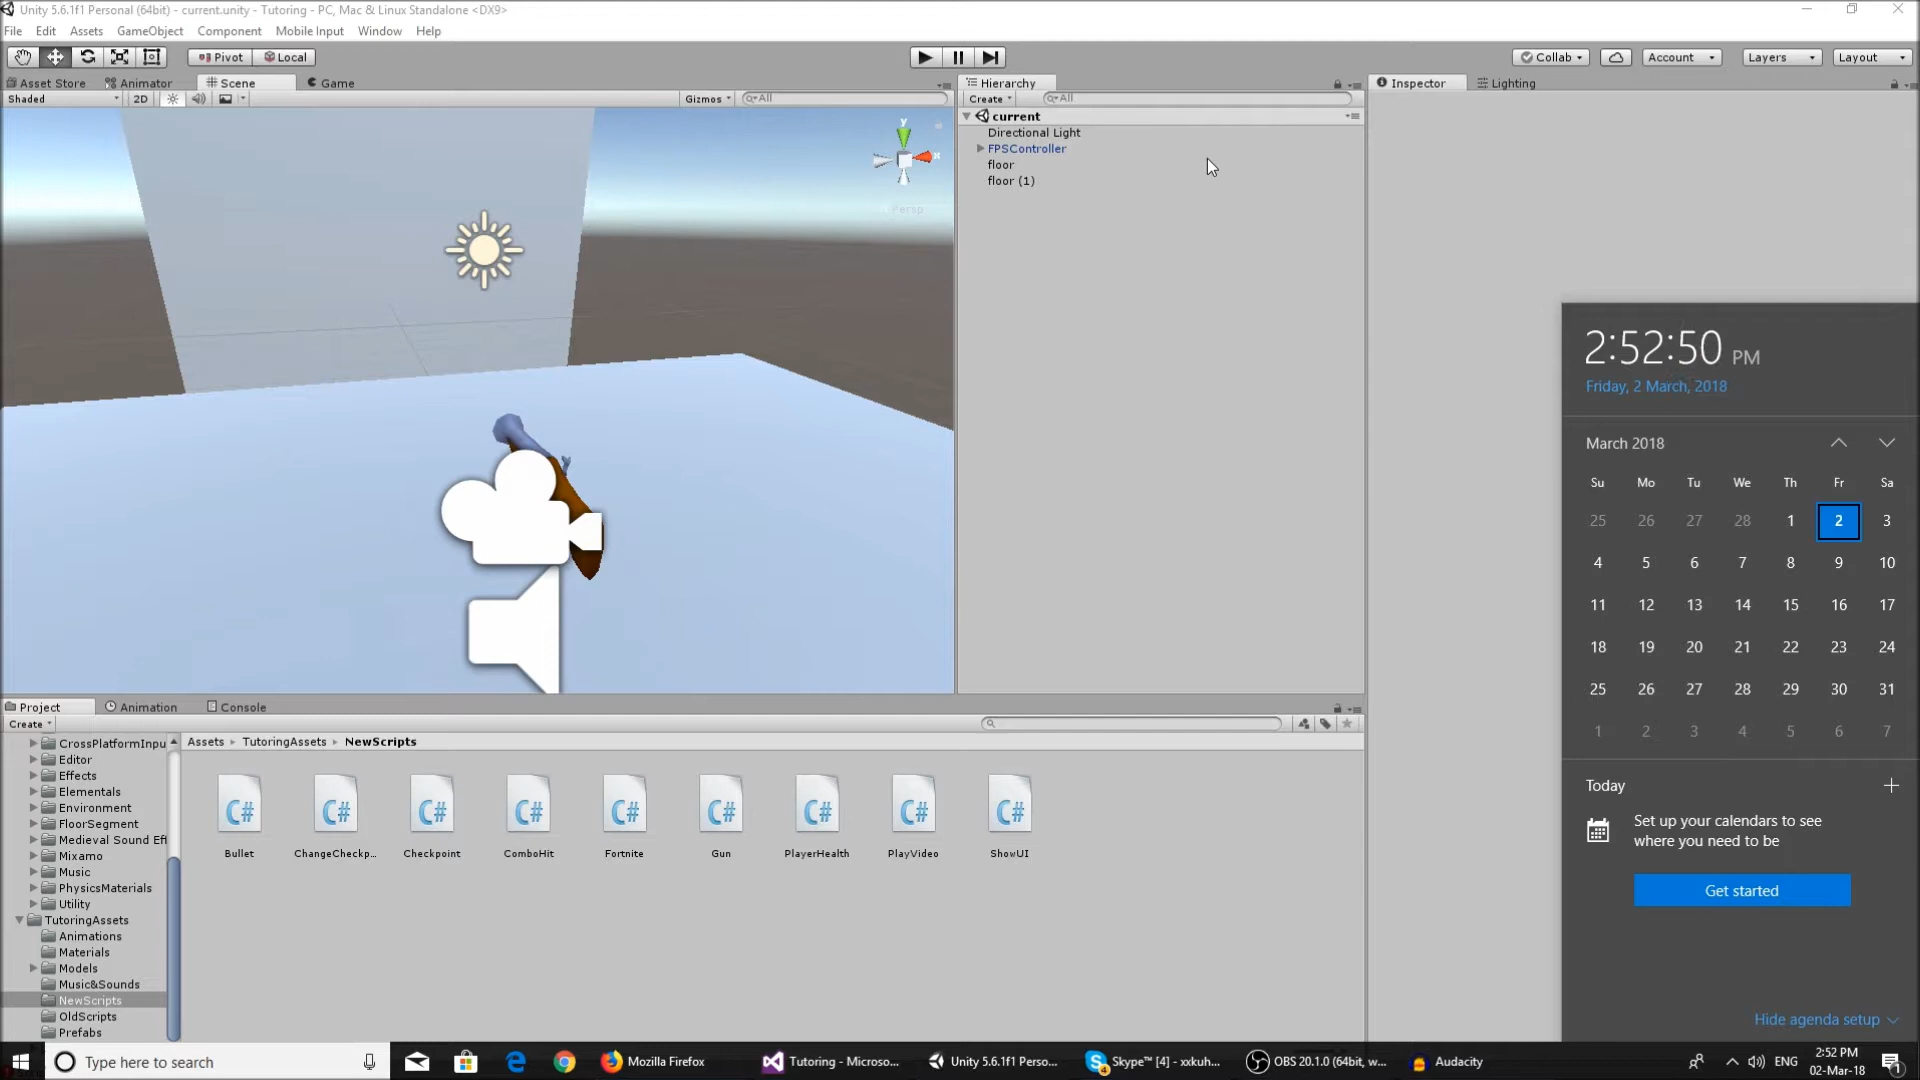 Unity 5.6.1f1 Personal (64bit) - current.unity - Tutoring - PC, Mac & Linux Standalone <DX9>
File Edit Assets GameObject Component Mobile Input Window Help
Pivot Local Collab Account Layers Layout
Asset Store Animator Scene Game
Shaded 2D Gizmos All
y
x
Persp
Hierarchy
Create All
current
Directional Light
FPSController
floor
floor (1)
Inspector Lighting
2:52:50 PM
Friday, 2 March, 2018
March 2018
Su Mo Tu We Th Fr Sa
25 26 27 28 1 2 3
4 5 6 7 8 9 10
11 12 13 14 15 16 17
18 19 20 21 22 23 24
25 26 27 28 29 30 31
1 2 3 4 5 6 7
Today
Set up your calendars to see
where you need to be
Get started
Hide agenda setup
Project Animation Console
Create
CrossPlatformInpu
Editor
Effects
Elementals
Environment
FloorSegment
Medieval Sound Eff
Mixamo
Music
PhysicsMaterials
Utility
TutoringAssets
Animations
Materials
Models
Music&Sounds
NewScripts
OldScripts
Prefabs
Assets TutoringAssets NewScripts
C# C# C# C# C# C# C# C# C#
Bullet ChangeCheckp... Checkpoint ComboHit Fortnite Gun PlayerHealth PlayVideo ShowUI
Type here to search Mozilla Firefox Tutoring - Microso... Unity 5.6.1f1 Perso... Skype™ [4] - xxkuh... OBS 20.1.0 (64bit, w... Audacity ENG 2:52 PM
02-Mar-18